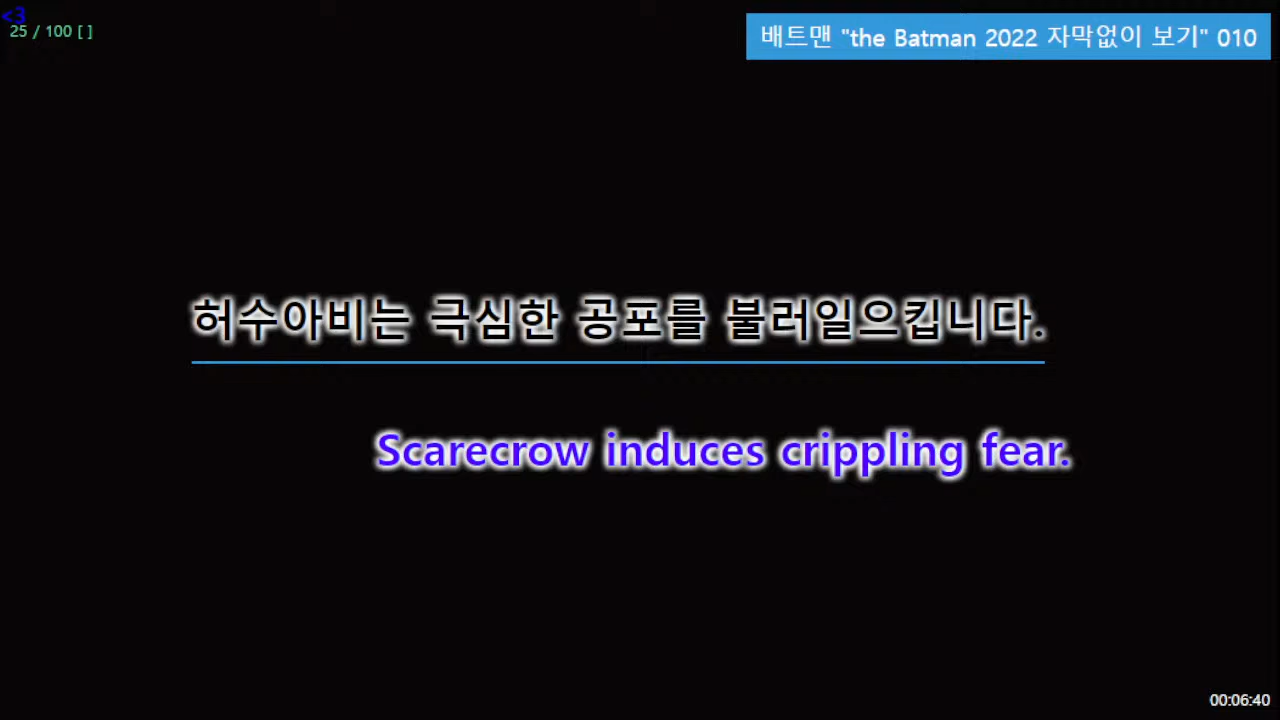 <3
25 / 100 [ ]
배트맨 "the Batman 2022 자막없이 보기" 010
허수아비는 극심한 공포를 불러일으킵니다.
Scarecrow induces crippling fear.
00:06:40